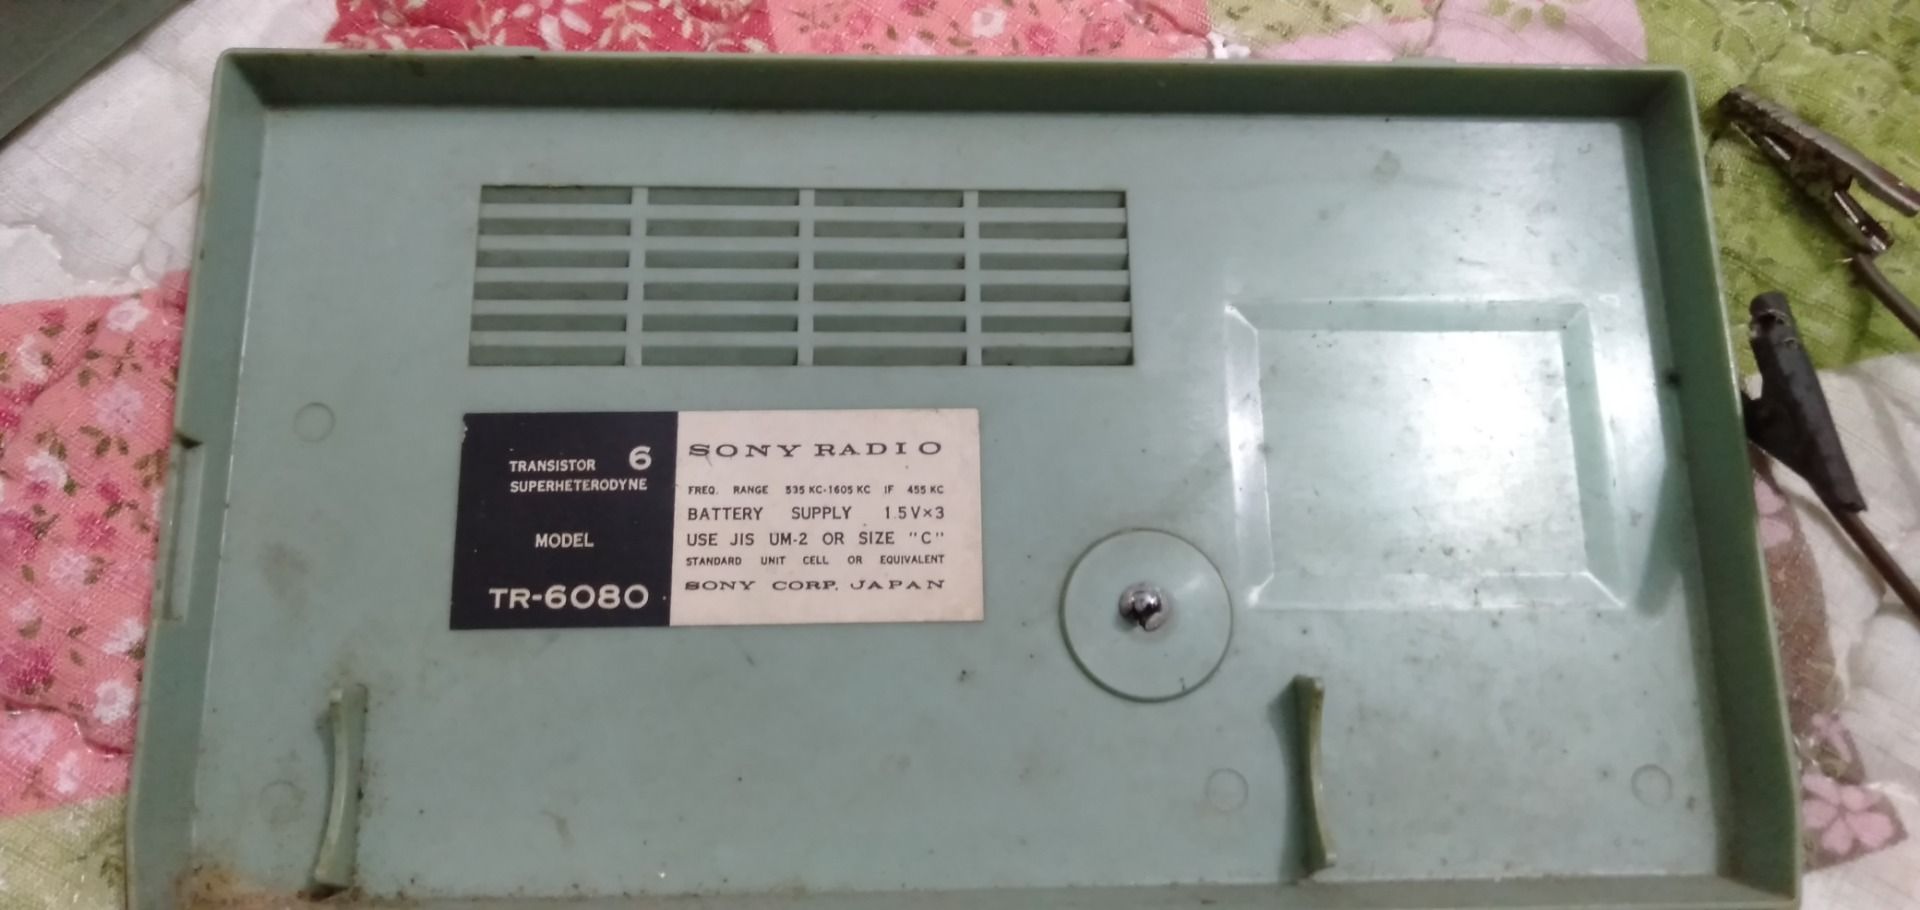 TRANSISTOR 6
SUPERHETERODYNE
MODEL
TR-6080
SONY RADIO
FREQ. RANGE 535 KC-1605 KC IF 455 KC
BATTERY SUPPLY 1.5V×3
USE JIS UM-2 OR SIZE "C"
STANDARD UNIT CELL OR EQUIVALENT
SONY CORP. JAPAN